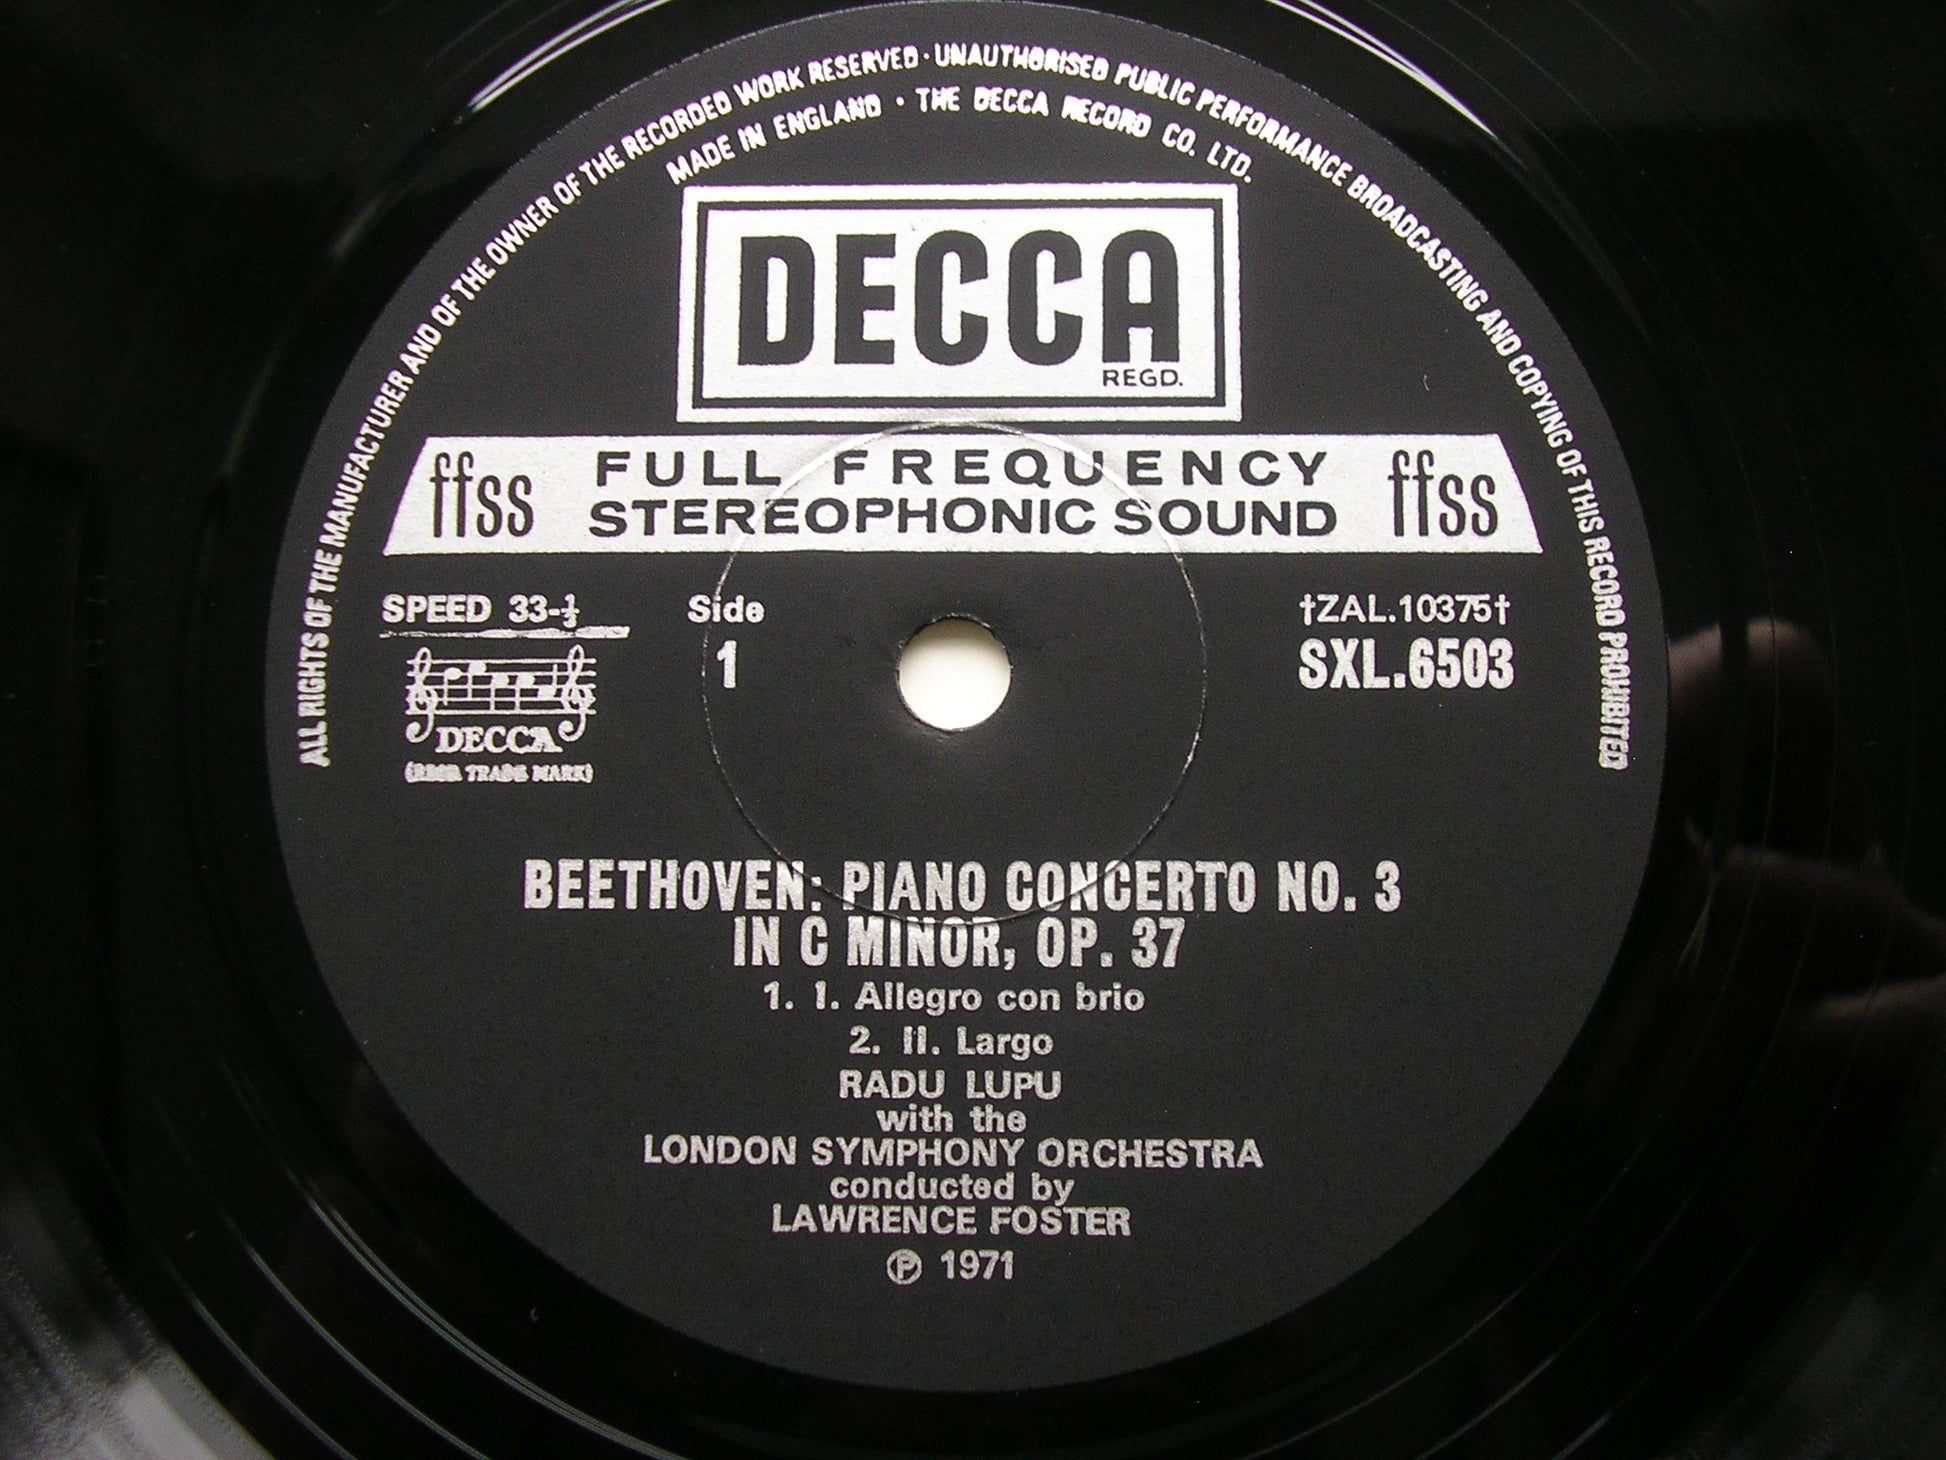 ALL RIGHTS OF THE MANUFACTURER AND OF THE OWNER OF THE RECORDED WORK RESERVED · UNAUTHORISED PUBLIC PERFORMANCE BROADCASTING AND COPYING OF THIS RECORD PROHIBITED
MADE IN ENGLAND · THE DECCA RECORD CO. LTD.
DECCA
REGD.
ffss FULL FREQUENCY STEREOPHONIC SOUND ffss
SPEED 33-⅓
Side
1
†ZAL.10375†
SXL.6503
DECCA
(REGR TRADE MARK)
BEETHOVEN: PIANO CONCERTO NO. 3
IN C MINOR, OP. 37
1. I. Allegro con brio
2. II. Largo
RADU LUPU
with the
LONDON SYMPHONY ORCHESTRA
conducted by
LAWRENCE FOSTER
℗ 1971